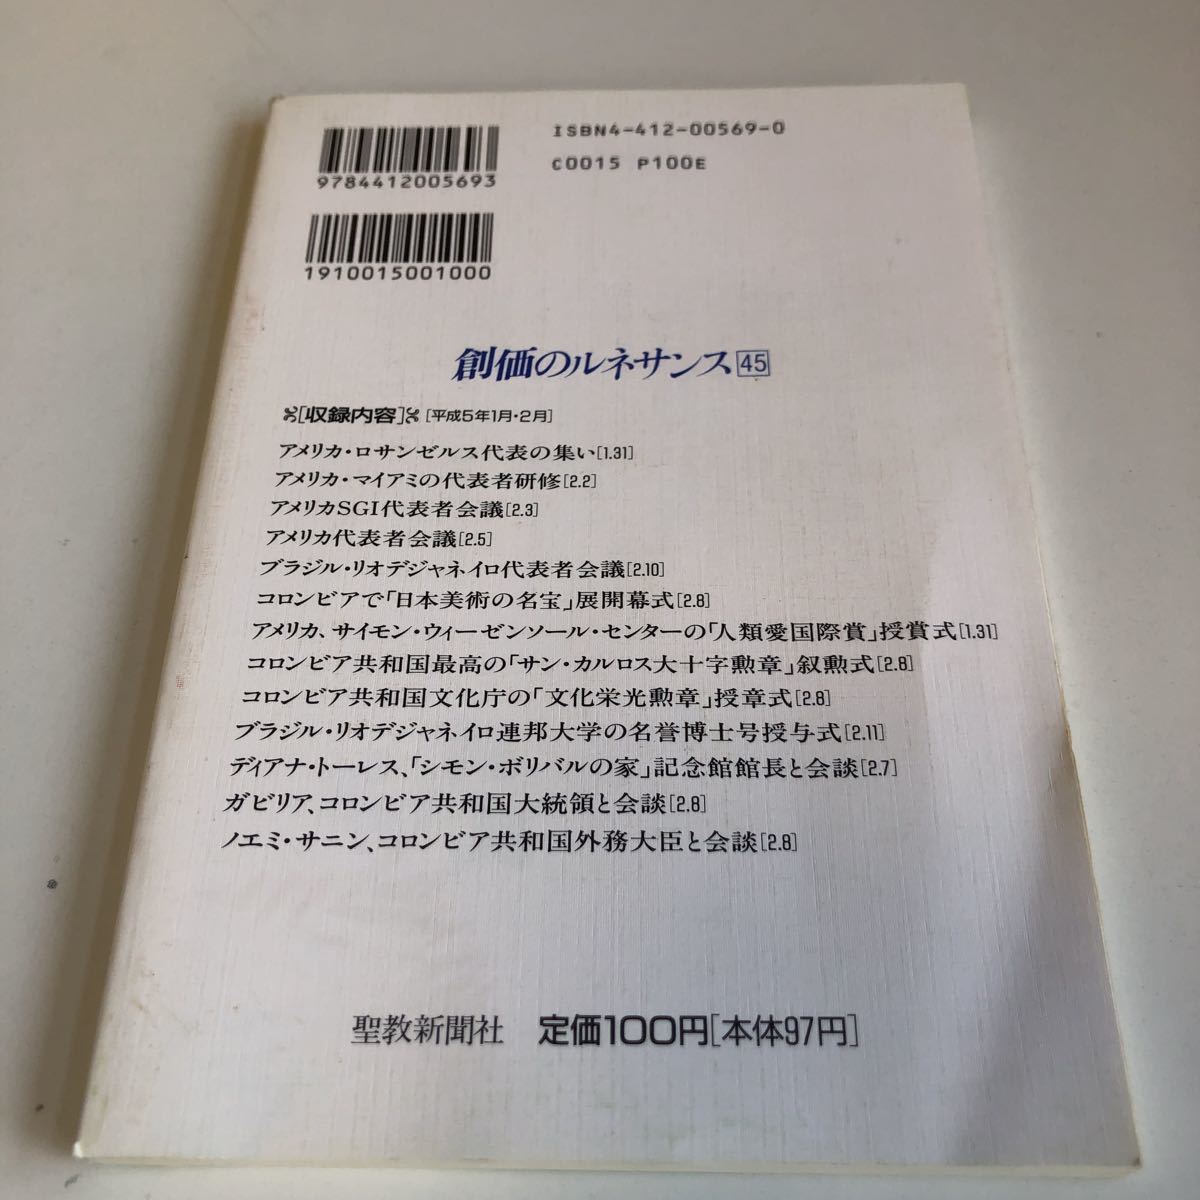 ISBN4-412-00569-0
C0015 P100E
9784412005693
1910015001000
創価のルネサンス45
[収録内容][平成5年1月・2月]
アメリカ・ロサンゼルス代表の集い[1.31]
アメリカ・マイアミの代表者研修[2.2]
アメリカSGI代表者会議[2.3]
アメリカ代表者会議[2.5]
ブラジル・リオデジャネイロ代表者会議[2.10]
コロンビアで「日本美術の名宝」展開幕式[2.8]
アメリカ、サイモン・ウィーゼンソール・センターの「人類愛国際賞」授賞式[1.31]
コロンビア共和国最高の「サン・カルロス大十字勲章」叙勲式[2.8]
コロンビア共和国文化庁の「文化栄光勲章」授章式[2.8]
ブラジル・リオデジャネイロ連邦大学の名誉博士号授与式[2.11]
ディアナ・トーレス、「シモン・ボリバルの家」記念館館長と会談[2.7]
ガビリア、コロンビア共和国大統領と会談[2.8]
ノエミ・サニン、コロンビア共和国外務大臣と会談[2.8]
聖教新聞社 定価100円[本体97円]